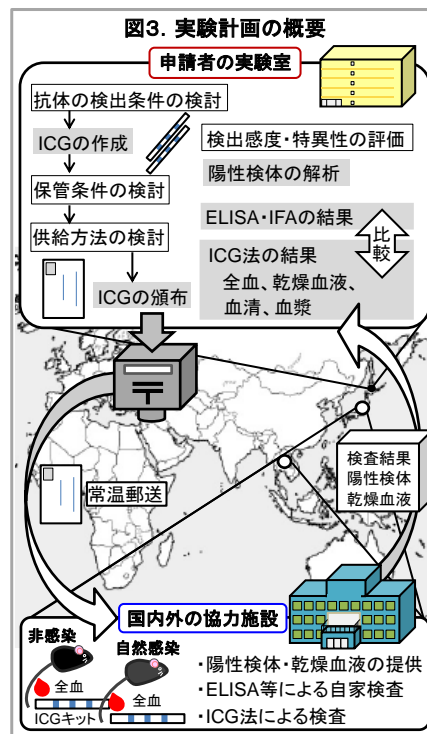 図3. 実験計画の概要
申請者の実験室
抗体の検出条件の検討
ICGの作成
保管条件の検討
供給方法の検討
ICGの頒布
検出感度・特異性の評価
陽性検体の解析
ELISA・IFAの結果
比較
ICG法の結果
全血、乾燥血液、
血清、血漿
〒
常温郵送
検査結果
陽性検体
乾燥血液
国内外の協力施設
非感染
自然感染
全血
全血
ICGキット
・陽性検体・乾燥血液の提供
・ELISA等による自家検査
・ICG法による検査